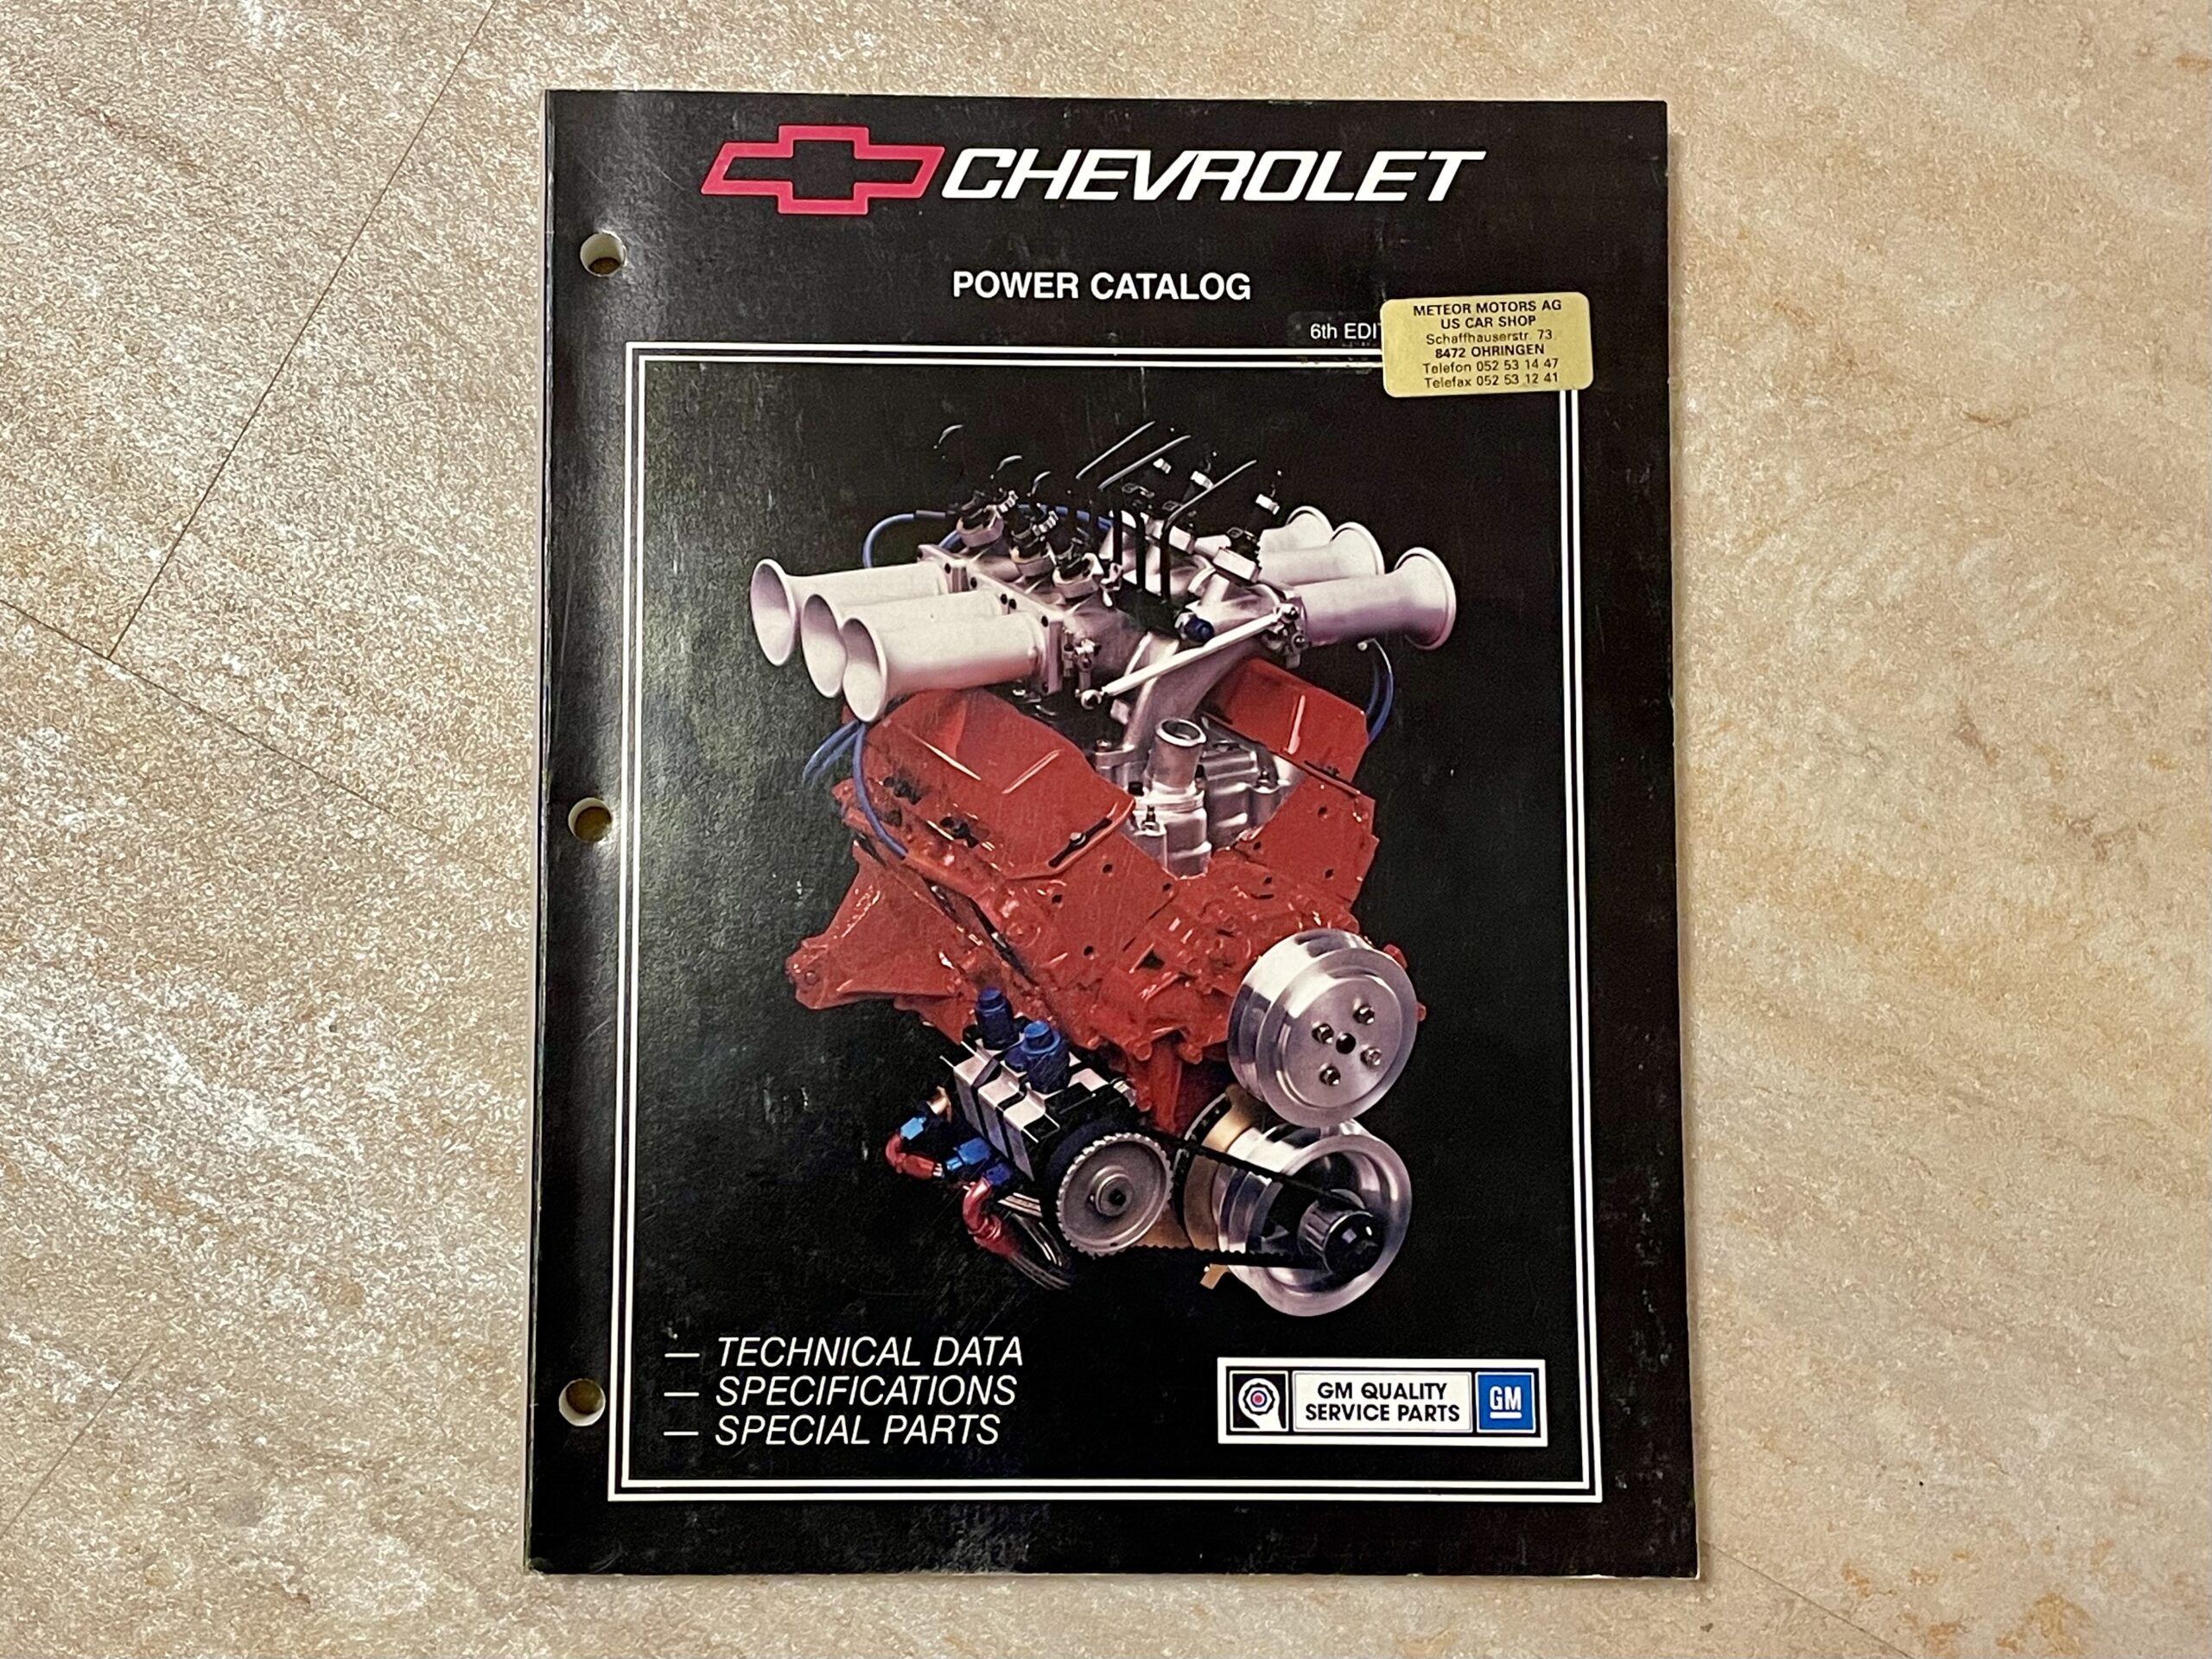 CHEVROLET
POWER CATALOG
6th
METEOR MOTORS AG
US CAR SHOP
Schaffhauserstr. 73
8472 OHRINGEN
Telefon 052 53 14 47
Telefax 052 53 12 41
— TECHNICAL DATA
— SPECIFICATIONS
— SPECIAL PARTS
GM QUALITY
SERVICE PARTS
GM